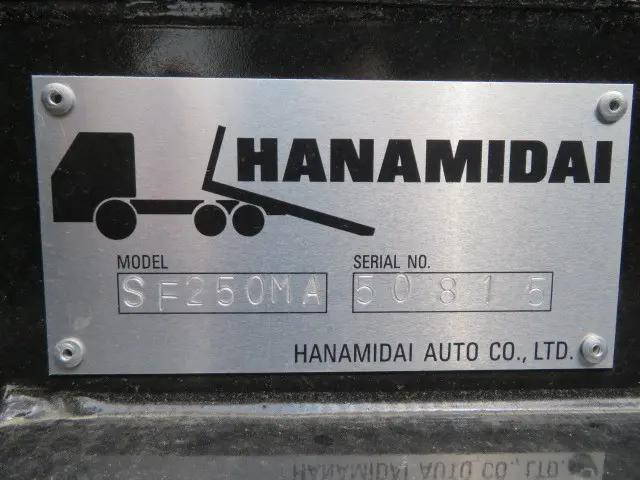 HANAMIDAI
MODEL SERIAL NO.
SF250MA 50815
HANAMIDAI AUTO CO., LTD.